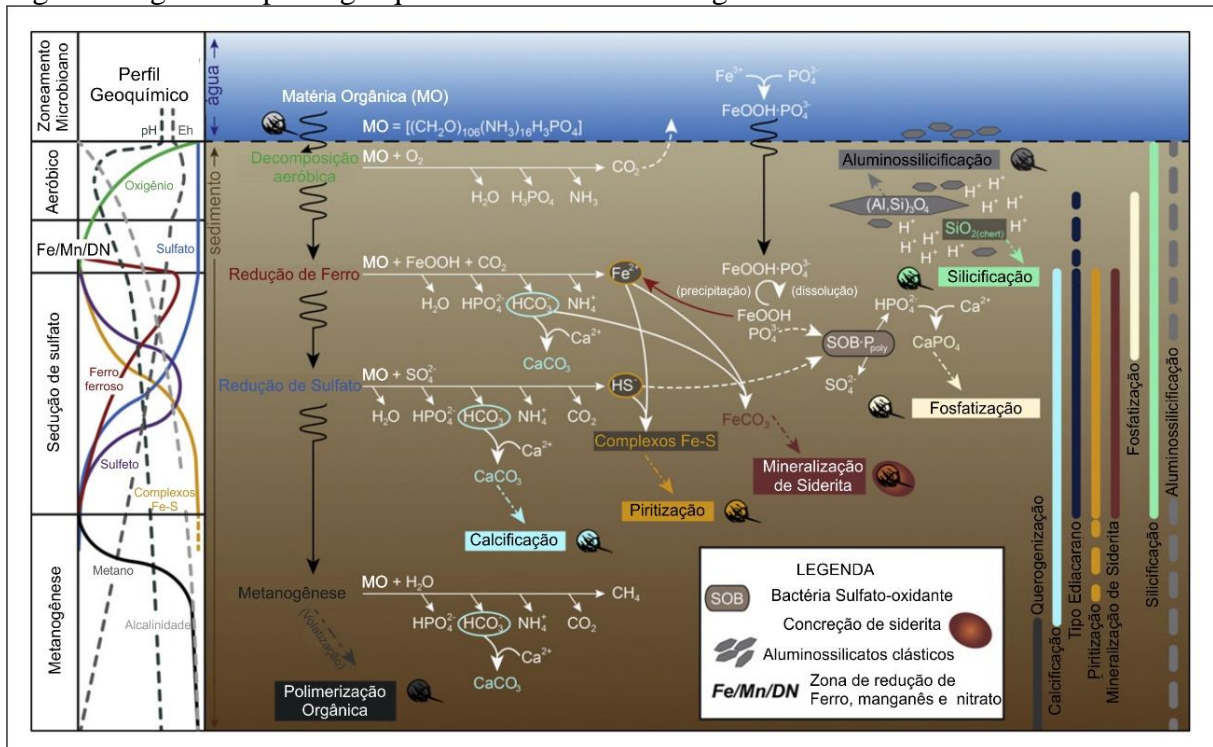 Zoneamento
Microbioano
Perfil
Geoquímico
pH
Eh
água
sedimento
Aeróbico
Oxigênio
Fe/Mn/DN
Sulfato
Sedução de sulfato
Ferro
ferroso
Sulfeto
Complexos
Fe-S
Metanogênese
Metano
Alcalinidade
Matéria Orgânica (MO)
MO = [(CH₂O)₁₀₆(NH₃)₁₆H₃PO₄]
Decomposição
aeróbica
MO + O₂
CO₂
H₂O H₃PO₄ NH₃
Redução de Ferro
MO + FeOOH + CO₂
Fe²⁺
H₂O HPO₄²⁻ HCO₃⁻ NH₄⁺
Ca²⁺
CaCO₃
Redução de Sulfato
MO + SO₄²⁻
HS⁻
H₂O HPO₄²⁻ HCO₃⁻ NH₄⁺ CO₂
Ca²⁺
CaCO₃
Calcificação
Complexos Fe-S
Piritização
FeCO₃
Mineralização
de Siderita
Metanogênese
(Volatização)
MO + H₂O
CH₄
HPO₄²⁻ HCO₃⁻ NH₄⁺ CO₂
Ca²⁺
CaCO₃
Polimerização
Orgânica
Fe³⁺ PO₄³⁻
FeOOH·PO₄³⁻
FeOOH·PO₄³⁻
(precipitação) (dissolução)
FeOOH
PO₄³⁻
SOB·Ppoly
HPO₄²⁻ Ca²⁺
CaPO₄
SO₄²⁻
Fosfatização
Aluminossilicificação
(Al,Si)₃O₄
H⁺ H⁺
H⁺ H⁺
H⁺ H⁺
H⁺ H⁺
H⁺
SiO₂(chert)
Silicificação
LEGENDA
SOB
Bactéria Sulfato-oxidante
Concreção de siderita
Aluminossilicatos clásticos
Fe/Mn/DN
Zona de redução de
Ferro, manganês e nitrato
Querogenização
Calcificação
Tipo Ediacarano
Piritização
Mineralização de Siderita
Fosfatização
Silicificação
Aluminossilicificação